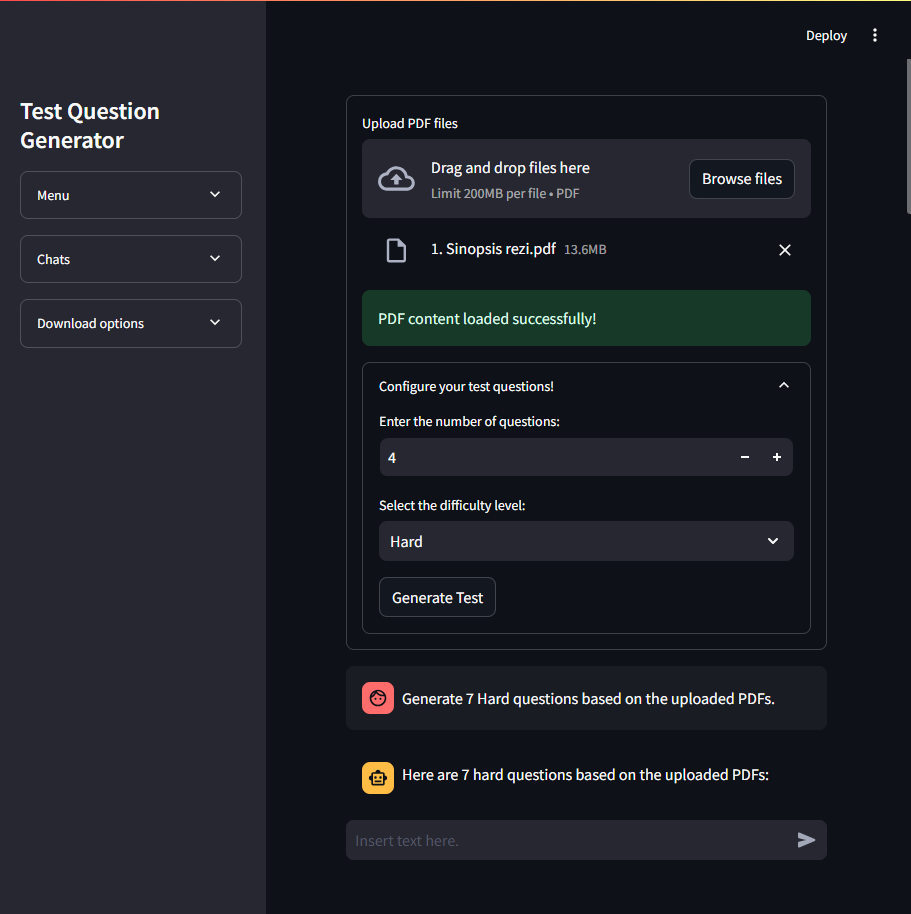 Deploy
Test Question
Generator
Menu
Chats
Download options
Upload PDF files
Drag and drop files here
Limit 200MB per file • PDF
Browse files
1. Sinopsis rezi.pdf 13.6MB
PDF content loaded successfully!
Configure your test questions!
Enter the number of questions:
4
Select the difficulty level:
Hard
Generate Test
Generate 7 Hard questions based on the uploaded PDFs.
Here are 7 hard questions based on the uploaded PDFs:
Insert text here.